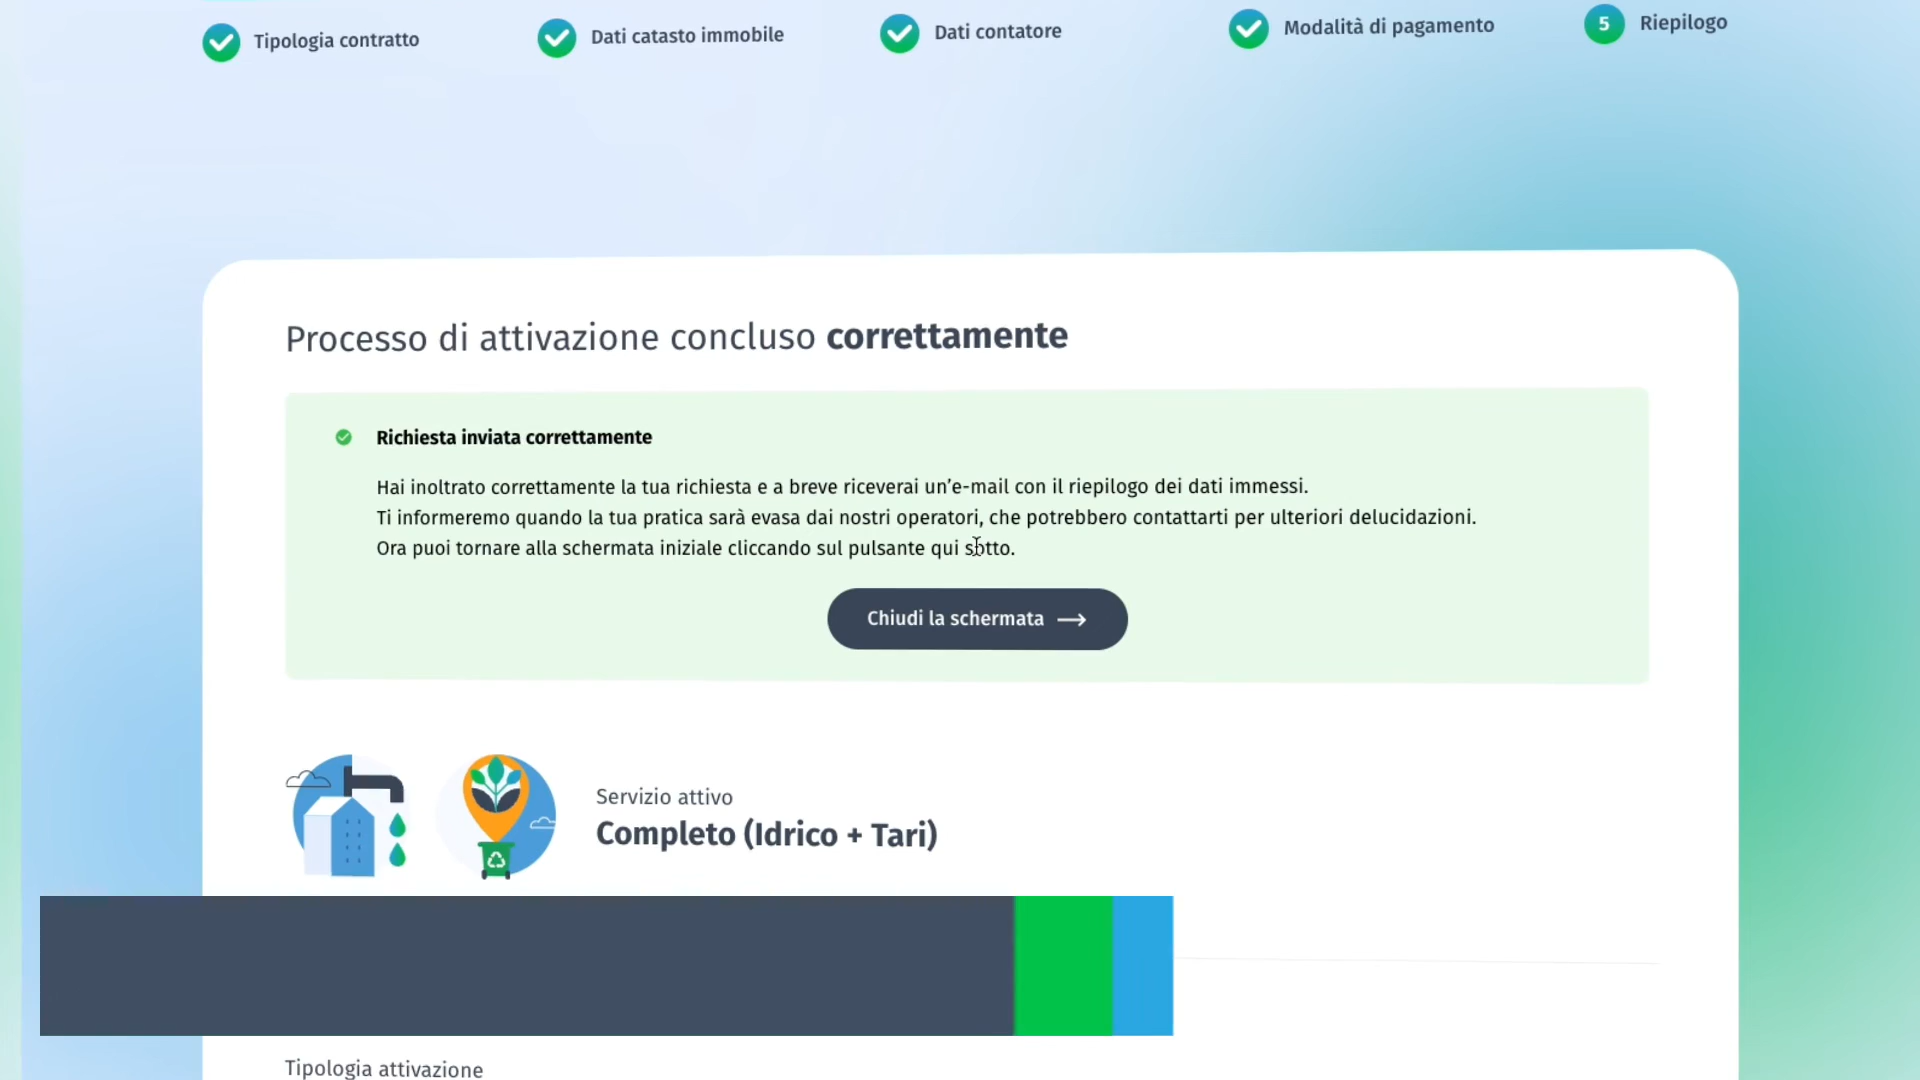 Tipologia contratto
Dati catasto immobile
Dati contatore
Modalità di pagamento
5 Riepilogo
Processo di attivazione concluso correttamente
Richiesta inviata correttamente
Hai inoltrato correttamente la tua richiesta e a breve riceverai un’e-mail con il riepilogo dei dati immessi.
Ti informeremo quando la tua pratica sarà evasa dai nostri operatori, che potrebbero contattarti per ulteriori delucidazioni.
Ora puoi tornare alla schermata iniziale cliccando sul pulsante qui sotto.
Chiudi la schermata
Servizio attivo
Completo (Idrico + Tari)
Tipologia attivazione